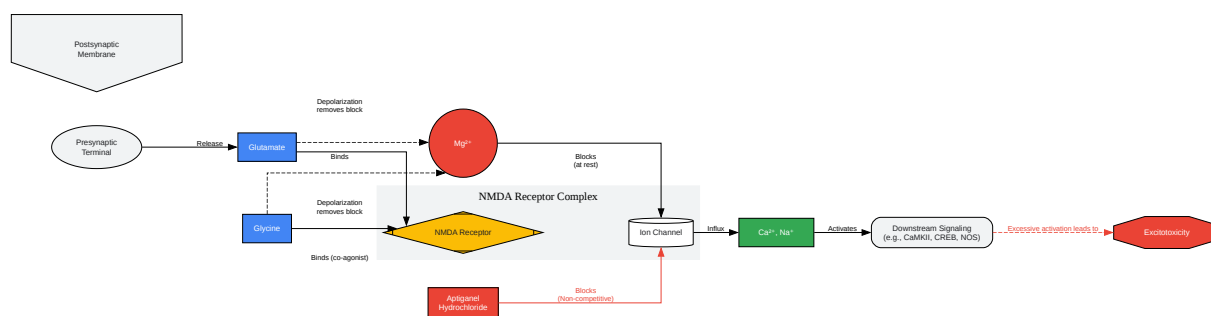 Postsynaptic
Membrane
Presynaptic
Terminal
Release
Glutamate
Depolarization
removes block
Binds
Mg²⁺
Blocks
(at rest)
Glycine
Depolarization
removes block
Binds (co-agonist)
NMDA Receptor Complex
NMDA Receptor
Ion Channel
Influx
Ca²⁺, Na⁺
Activates
Downstream Signaling
(e.g., CaMKII, CREB, NOS)
Excessive activation leads to
Excitotoxicity
Aptiganel
Hydrochloride
Blocks
(Non-competitive)